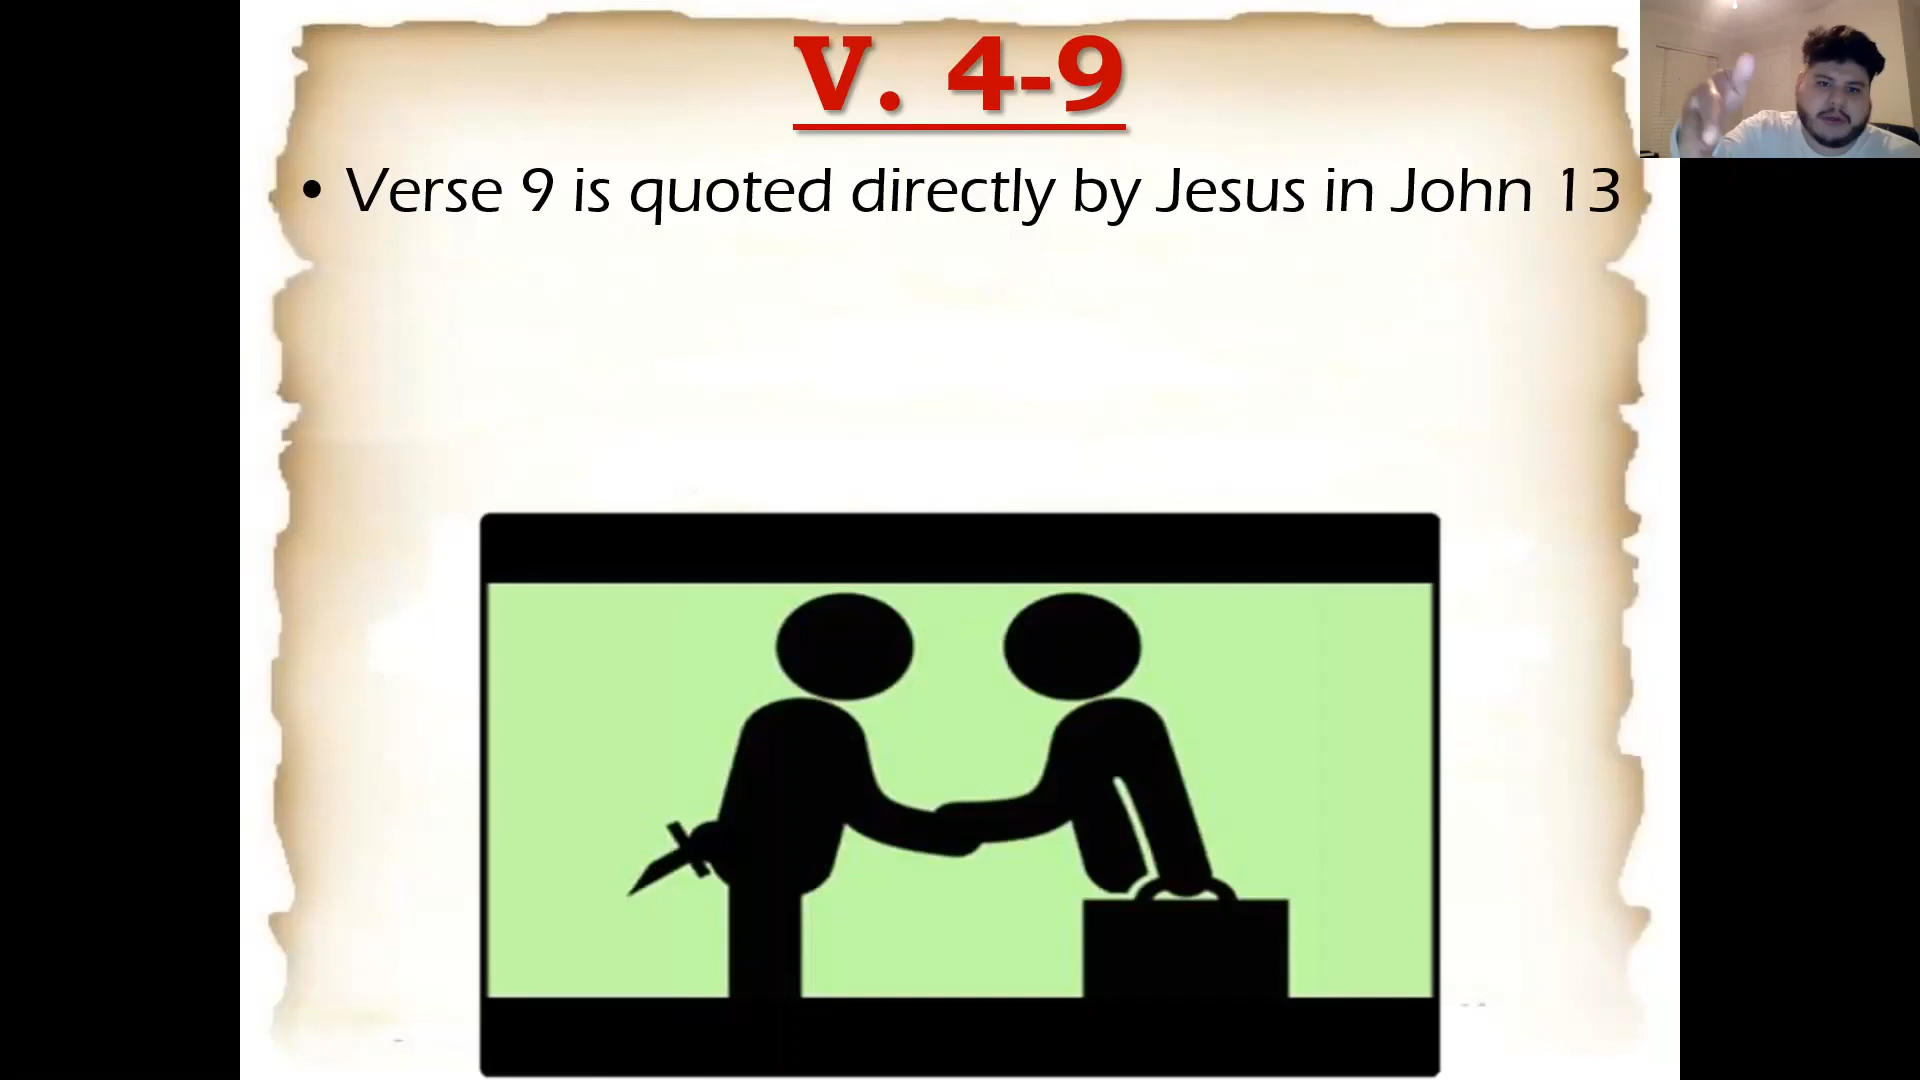 V. 4-9
• Verse 9 is quoted directly by Jesus in John 13